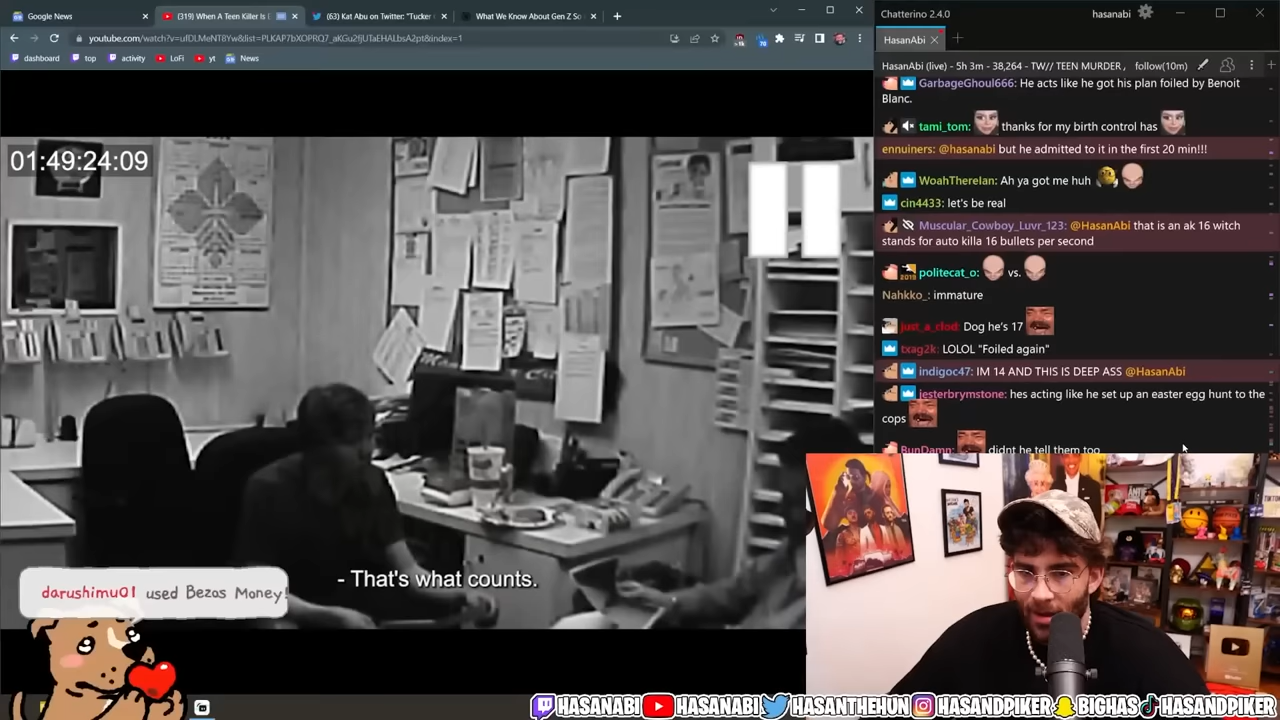 Google News
(319) When A Teen Killer Is
(63) Kat Abu on Twitter: "Tucker
What We Know About Gen Z So
youtube.com/watch?v=ufDLMeNT8Yw&list=PLKAP7bXOPRQ7_aKGu2fjUTaEHALbsA2pt&index=1
dashboard
top
activity
LoFi
yt
News
01:49:24:09
- That's what counts.
darushimu01 used Bezos Money!
Chatterino 2.4.0
hasanabi
HasanAbi
HasanAbi (live) - 5h 3m - 38,264 - TW// TEEN MURDER , follow(10m)
GarbageGhoul666: He acts like he got his plan foiled by Benoit
Blanc.
tami_tom: thanks for my birth control has
ennuiners: @hasanabi but he admitted to it in the first 20 min!!!
WoahThereIan: Ah ya got me huh
cin4433: let's be real
Muscular_Cowboy_Luvr_123: @HasanAbi that is an ak 16 witch
stands for auto killa 16 bullets per second
politecat_o: vs.
Nahkko_: immature
just_a_clod: Dog he's 17
txag2k: LOLOL "Foiled again"
indigoc47: IM 14 AND THIS IS DEEP ASS @HasanAbi
jesterbrymstone: hes acting like he set up an easter egg hunt to the
cops
BunDamn: didnt he tell them too
HASANABI HASANABI HASANTHEHUN HASANDPIKER BIGHAS HASANDPIKER